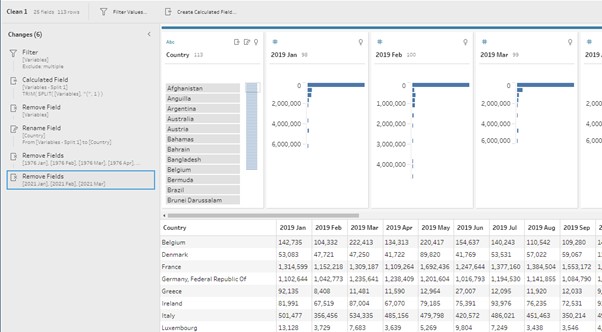 Clean 1 25 fields 113 rows Filter Values... Create Calculated Field...
Changes (6)
Filter
[Variables]
Exclude: multiple
Calculated Field
[Variables - Split 1]
TRIM( SPLIT( [Variables], "(", 1 ) )
Remove Field
[Variables]
Rename Field
[Country]
From [Variables - Split 1] to [Country]
Remove Fields
[1976 Jan], [1976 Feb], [1976 Mar], [1976 Apr], ...
Remove Fields
[2021 Jan], [2021 Feb], [2021 Mar]
Abc
Country 113
Afghanistan
Anguilla
Argentina
Australia
Austria
Bahamas
Bahrain
Bangladesh
Belgium
Bermuda
Brazil
Brunei Darussalam
2019 Jan 98
0
2,000,000
4,000,000
6,000,000
2019 Feb 100
0
1,000,000
2,000,000
3,000,000
4,000,000
2019 Mar 99
0
2,000,000
4,000,000
6,000,000
Country 2019 Jan 2019 Feb 2019 Mar 2019 Apr 2019 May 2019 Jun 2019 Jul 2019 Aug 2019 Sep 2019
Belgium 142,735 104,332 222,413 134,313 220,417 154,637 140,243 110,542 109,280
Denmark 53,083 47,721 47,250 41,722 89,820 41,769 53,531 57,022 59,067
France 1,314,599 1,152,218 1,309,187 1,109,264 1,692,436 1,247,644 1,377,160 1,384,504 1,553,172
Germany, Federal Republic Of 1,102,644 1,042,773 1,235,641 1,238,409 1,201,604 1,016,793 1,194,530 1,141,855 1,084,790
Greece 92,135 8,408 11,481 11,590 12,964 27,007 12,095 11,920 12,033
Ireland 81,991 67,519 87,004 67,070 79,185 75,391 93,976 76,235 72,531
Italy 501,477 356,456 534,335 485,156 479,798 420,572 486,021 451,463 350,214
Luxembourg 13,128 3,729 7,683 3,639 5,269 9,804 7,249 3,438 3,546